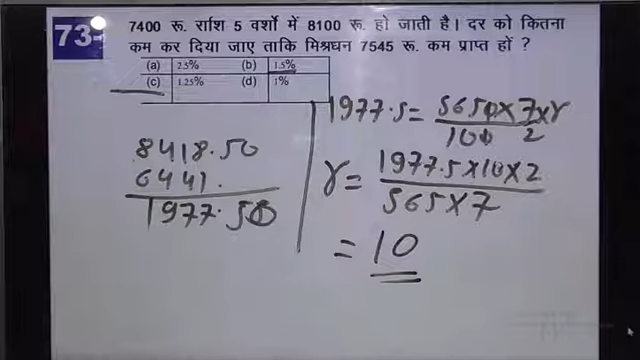 73-
7400 रू. राशि 5 वर्शो में 8100 रू. हो जाती है। दर को कितना
कम कर दिया जाए ताकि मिश्रधन 7545 रू. कम प्राप्त हों ?
(a) 2.5% (b) 1.5%
(c) 1.25% (d) 1%
8418.50
6441.
1977.50
1977.5 = 5650×7×r
100 2
r = 1977.5×10×2
565×7
= 10